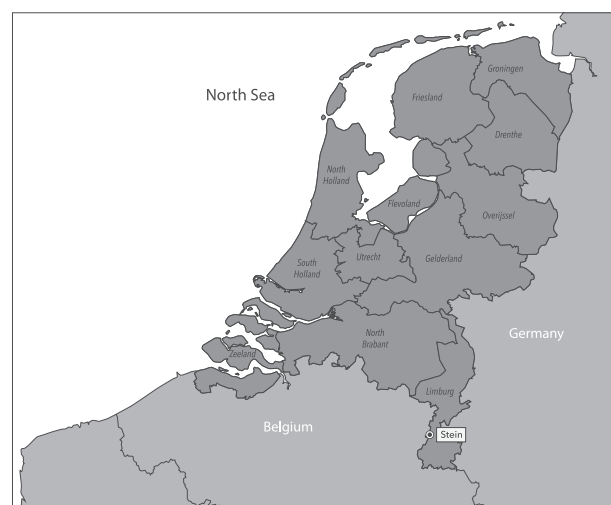 North Sea
Groningen
Friesland
Drenthe
North
Holland
Flevoland
Overijssel
South
Holland
Utrecht
Gelderland
North
Brabant
Germany
Zeeland
Limburg
Belgium
Stein